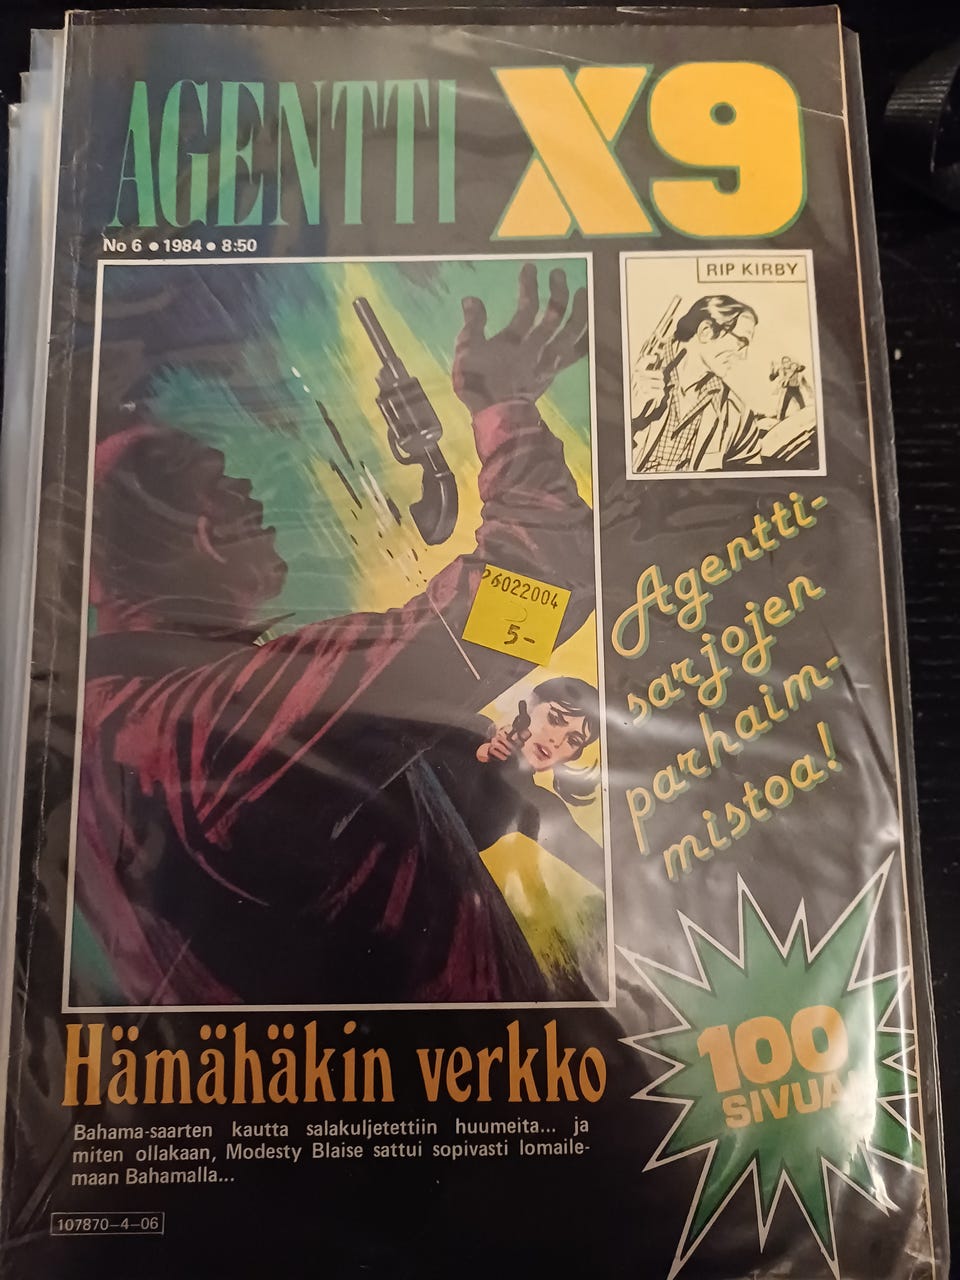 AGENTTI X9
No 6 • 1984 • 8:50
RIP KIRBY
26022004
5-
Agentti-
sarjojen
parhaim-
mistoa!
100
SIVUA
Hämähäkin verkko
Bahama-saarten kautta salakuljetettiin huumeita... ja
miten ollakaan, Modesty Blaise sattui sopivasti lomaile-
maan Bahamalla...
107870-4-06